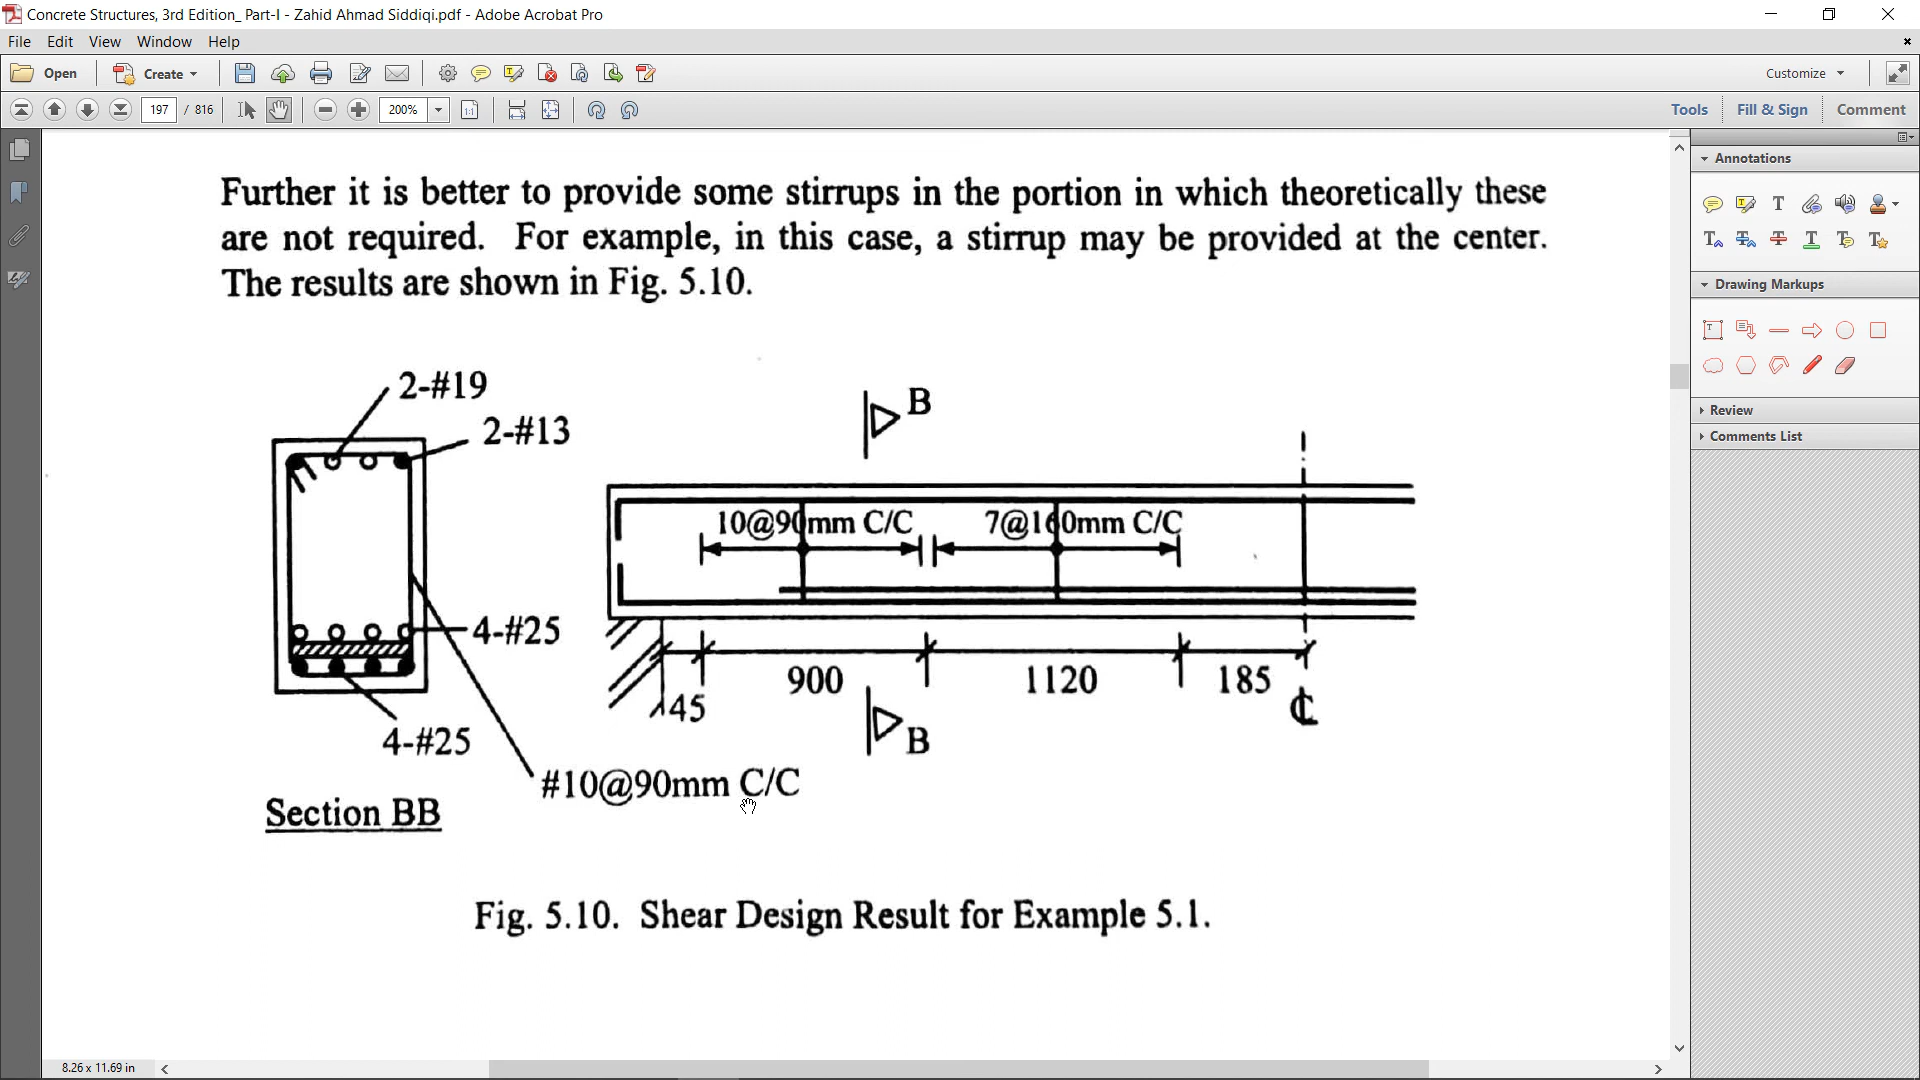 Concrete Structures, 3rd Edition_ Part-I - Zahid Ahmad Siddiqi.pdf - Adobe Acrobat Pro
File Edit View Window Help
Open Create Customize
197 / 816 200% Tools Fill & Sign Comment
Further it is better to provide some stirrups in the portion in which theoretically these
are not required. For example, in this case, a stirrup may be provided at the center.
The results are shown in Fig. 5.10.
2-#19
2-#13
4-#25
4-#25
#10@90mm C/C
Section BB
B
10@90mm C/C 7@160mm C/C
900 1120 185
45
B
℄
Fig. 5.10. Shear Design Result for Example 5.1.
8.26 x 11.69 in
Annotations
Drawing Markups
Review
Comments List